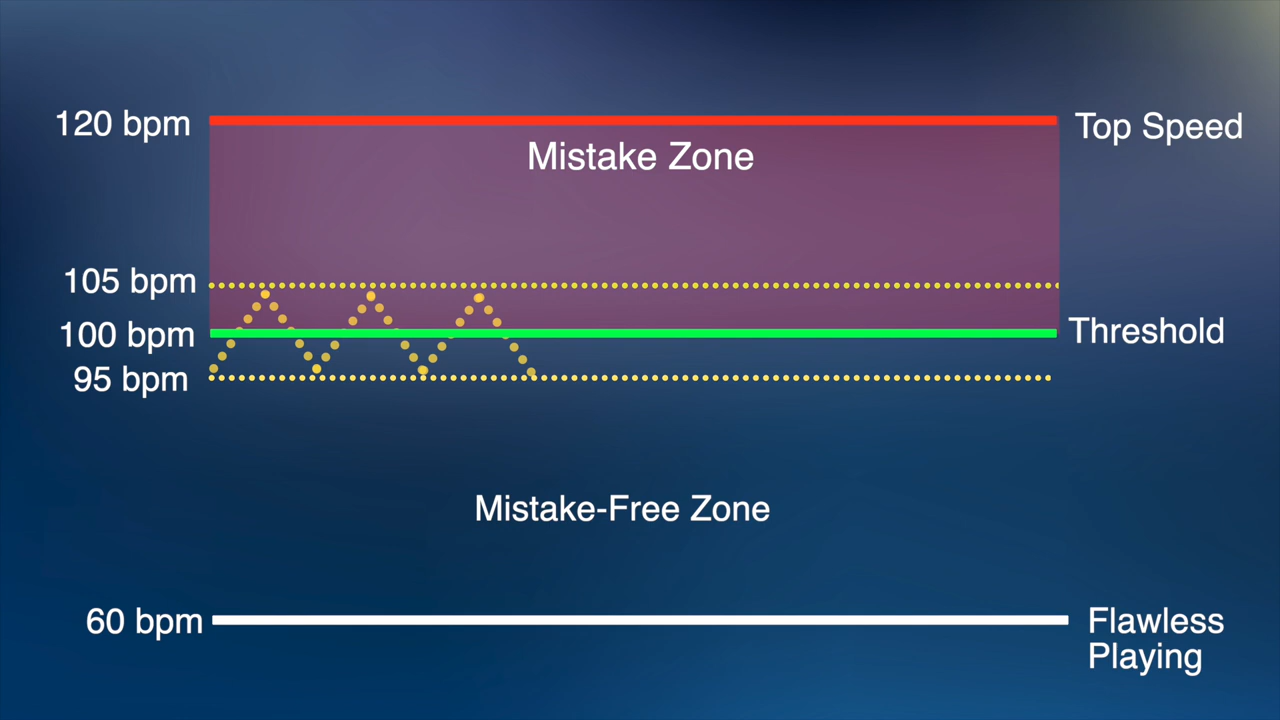 120 bpm
Top Speed
Mistake Zone
105 bpm
100 bpm
Threshold
95 bpm
Mistake-Free Zone
60 bpm
Flawless
Playing